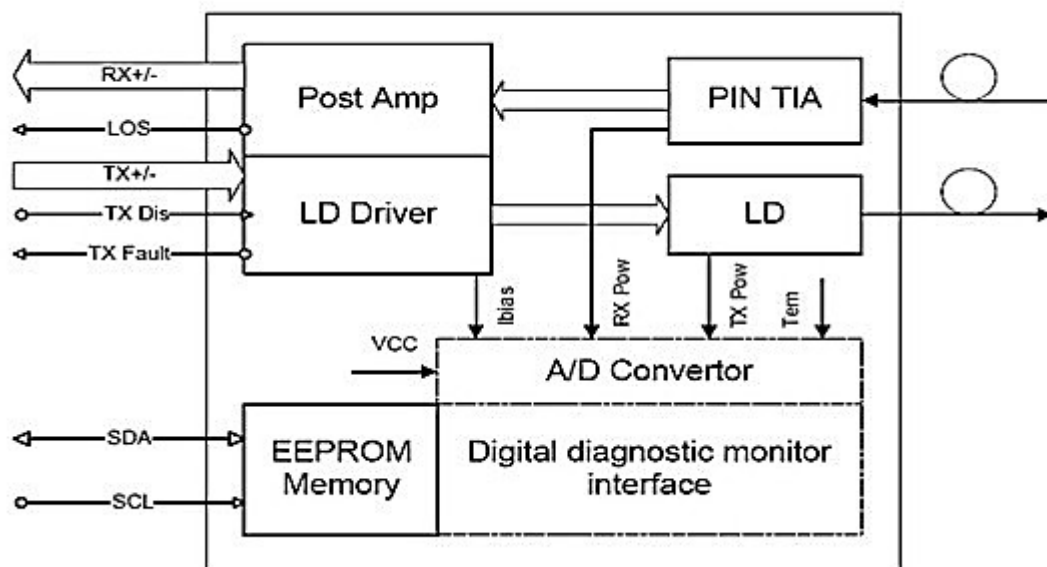 RX+/-
Post Amp
PIN TIA
LOS
TX+/-
TX Dis
LD Driver
LD
TX Fault
Ibias
RX Pow
TX Pow
Tem
VCC
A/D Convertor
SDA
EEPROM
Memory
Digital diagnostic monitor
interface
SCL